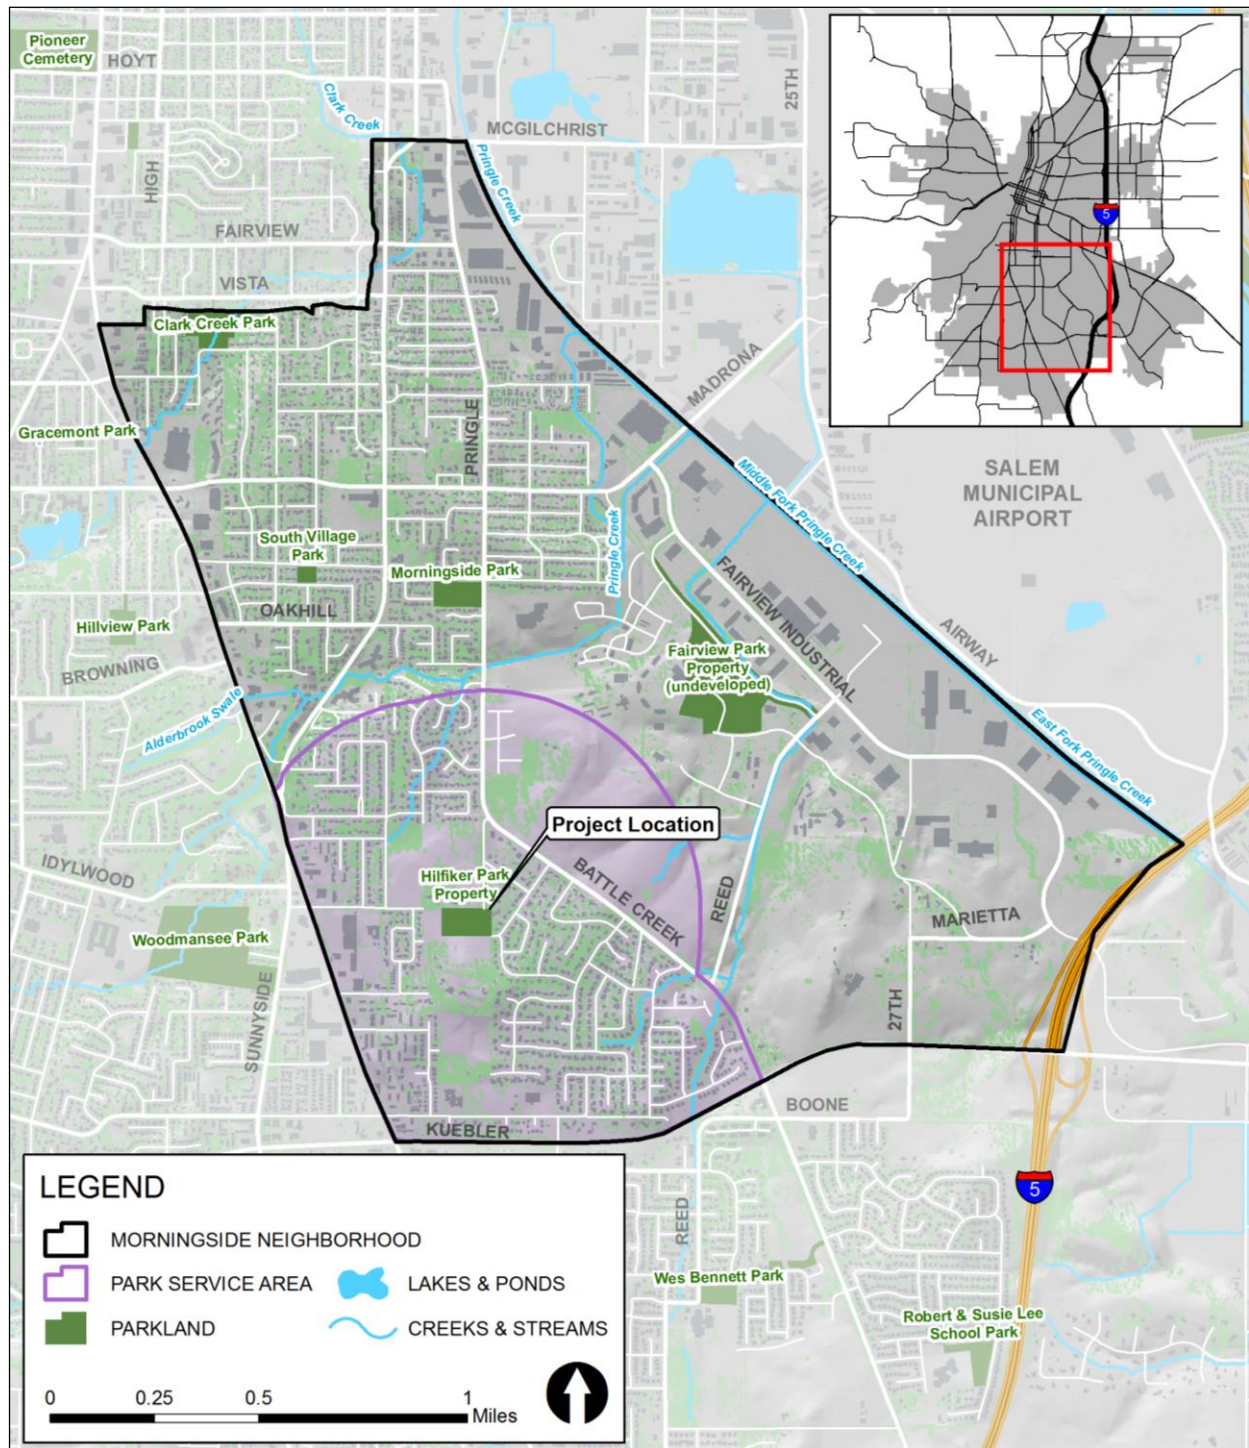 Pioneer
Cemetery
HOYT
Clark Creek
25TH
MCGILCHRIST
Pringle Creek
HIGH
5
FAIRVIEW
VISTA
Clark Creek Park
MADRONA
Gracemont Park
PRINGLE
Middle Fork Pringle Creek
SALEM
MUNICIPAL
AIRPORT
South Village
Park
Morningside Park
Pringle Creek
FAIRVIEW INDUSTRIAL
OAKHILL
Hillview Park
AIRWAY
BROWNING
Fairview Park
Property
(undeveloped)
Alderbrook Swale
East Fork Pringle Creek
Project Location
IDYLWOOD
Hilfiker Park
Property
BATTLE CREEK
REED
MARIETTA
Woodmansee Park
SUNNYSIDE
27TH
BOONE
KUEBLER
5
REED
Wes Bennett Park
Robert & Susie Lee
School Park
LEGEND
MORNINGSIDE NEIGHBORHOOD
PARK SERVICE AREA
LAKES & PONDS
PARKLAND
CREEKS & STREAMS
0 0.25 0.5 1
Miles